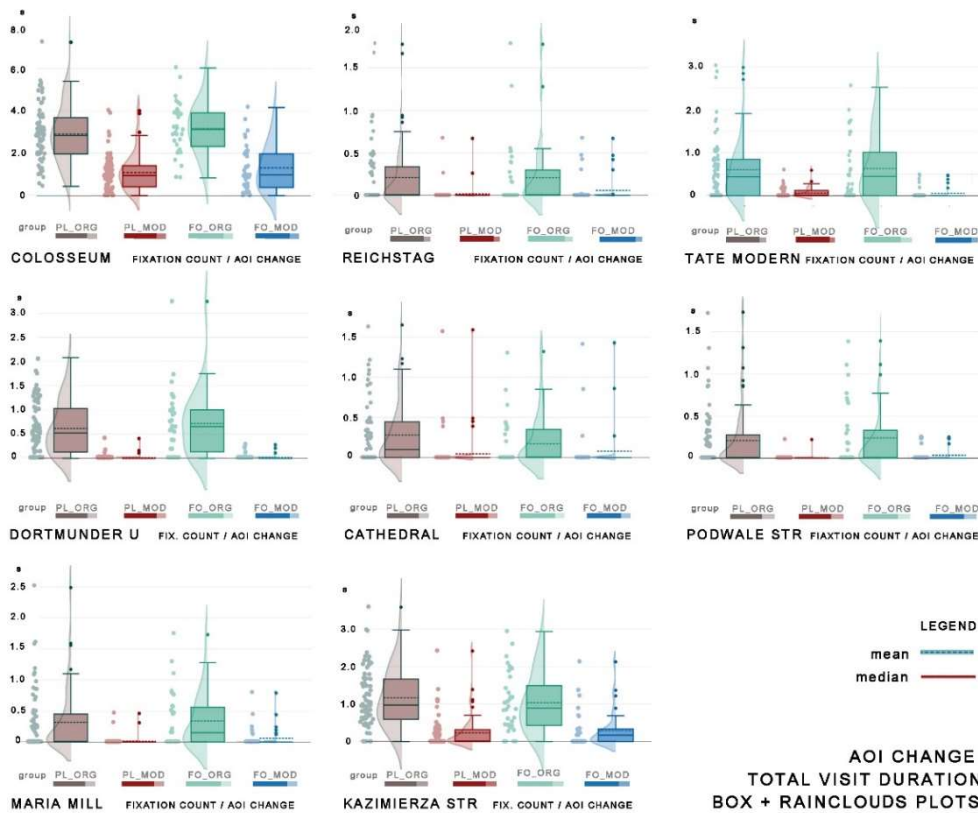 s
8.0
6.0
4.0
2.0
0
group PL_ORG PL_MOD FO_ORG FO_MOD
COLOSSEUM FIXATION COUNT / AOI CHANGE
s
2.0
1.5
1.0
0.5
0
group PL_ORG PL_MOD FO_ORG FO_MOD
REICHSTAG FIXATION COUNT / AOI CHANGE
s
3.0
2.0
1.0
0
group PL_ORG PL_MOD FO_ORG FO_MOD
TATE MODERN FIXATION COUNT / AOI CHANGE
s
3.0
2.5
2.0
1.5
1.0
0.5
0
group PL_ORG PL_MOD FO_ORG FO_MOD
DORTMUNDER U FIX. COUNT / AOI CHANGE
s
1.5
1.0
0.5
0
group PL_ORG PL_MOD FO_ORG FO_MOD
CATHEDRAL FIXATION COUNT / AOI CHANGE
s
1.5
1.0
0.5
0
group PL_ORG PL_MOD FO_ORG FO_MOD
PODWALE STR FIAXTION COUNT / AOI CHANGE
s
2.5
2.0
1.5
1.0
0.5
0
group PL_ORG PL_MOD FO_ORG FO_MOD
MARIA MILL FIXATION COUNT / AOI CHANGE
s
3.0
2.0
1.0
0
group PL_ORG PL_MOD FO_ORG FO_MOD
KAZIMIERZA STR FIX. COUNT / AOI CHANGE
LEGEND
mean
median
AOI CHANGE
TOTAL VISIT DURATION
BOX + RAINCLOUDS PLOTS